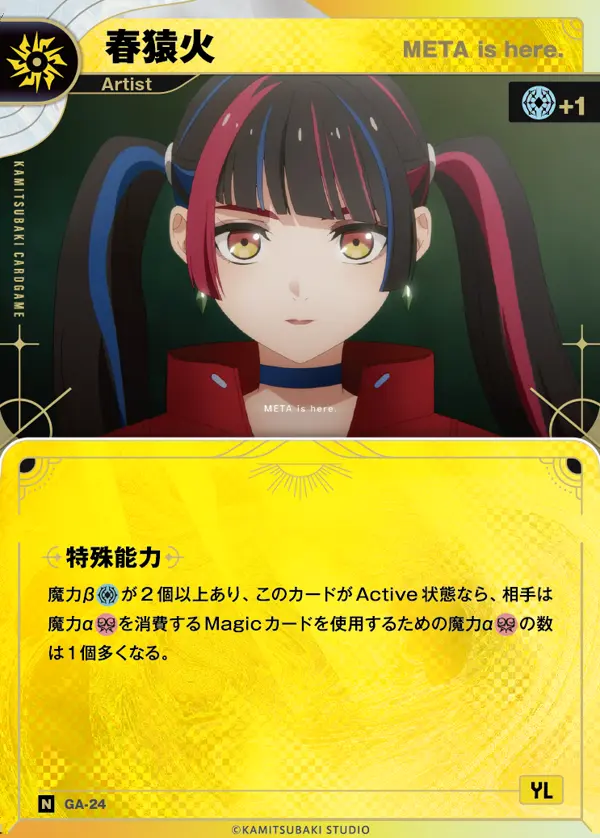 春猿火
META is here.
Artist
+1
KAMITSUBAKI CARDGAME
META is here.
特殊能力
魔力βが2個以上あり、このカードがActive状態なら、相手は
魔力αを消費するMagicカードを使用するための魔力αの数
は1個多くなる。
YL
N GA-24
©KAMITSUBAKI STUDIO